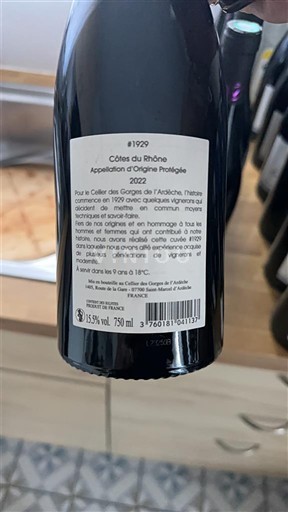 #1929
Côtes du Rhône
Appellation d'Origine Protégée
2022
Pour le Cellier des Gorges de l'Ardèche, l'histoire
commence en 1929 avec quelques vignerons qui
décident de mettre en commun moyens
techniques et savoir-faire.
Fiers de nos origines et en hommage à tous les
hommes et femmes qui ont contribué à notre
histoire, nous avons réalisé cette cuvée #1929
dans laquelle nous avons allié expérience acquise
de plusieurs générations de vignerons et
modernité.
À servir dans les 9 ans à 18°C.
Mis en bouteille au Cellier des Gorges de l'Ardèche
1401, Route de la Gare - 07700 Saint-Marcel d'Ardèche
FRANCE
CONTIENT DES SULFITES
PRODUIT DE FRANCE
15.5% vol. 750 ml
3 760181 041137